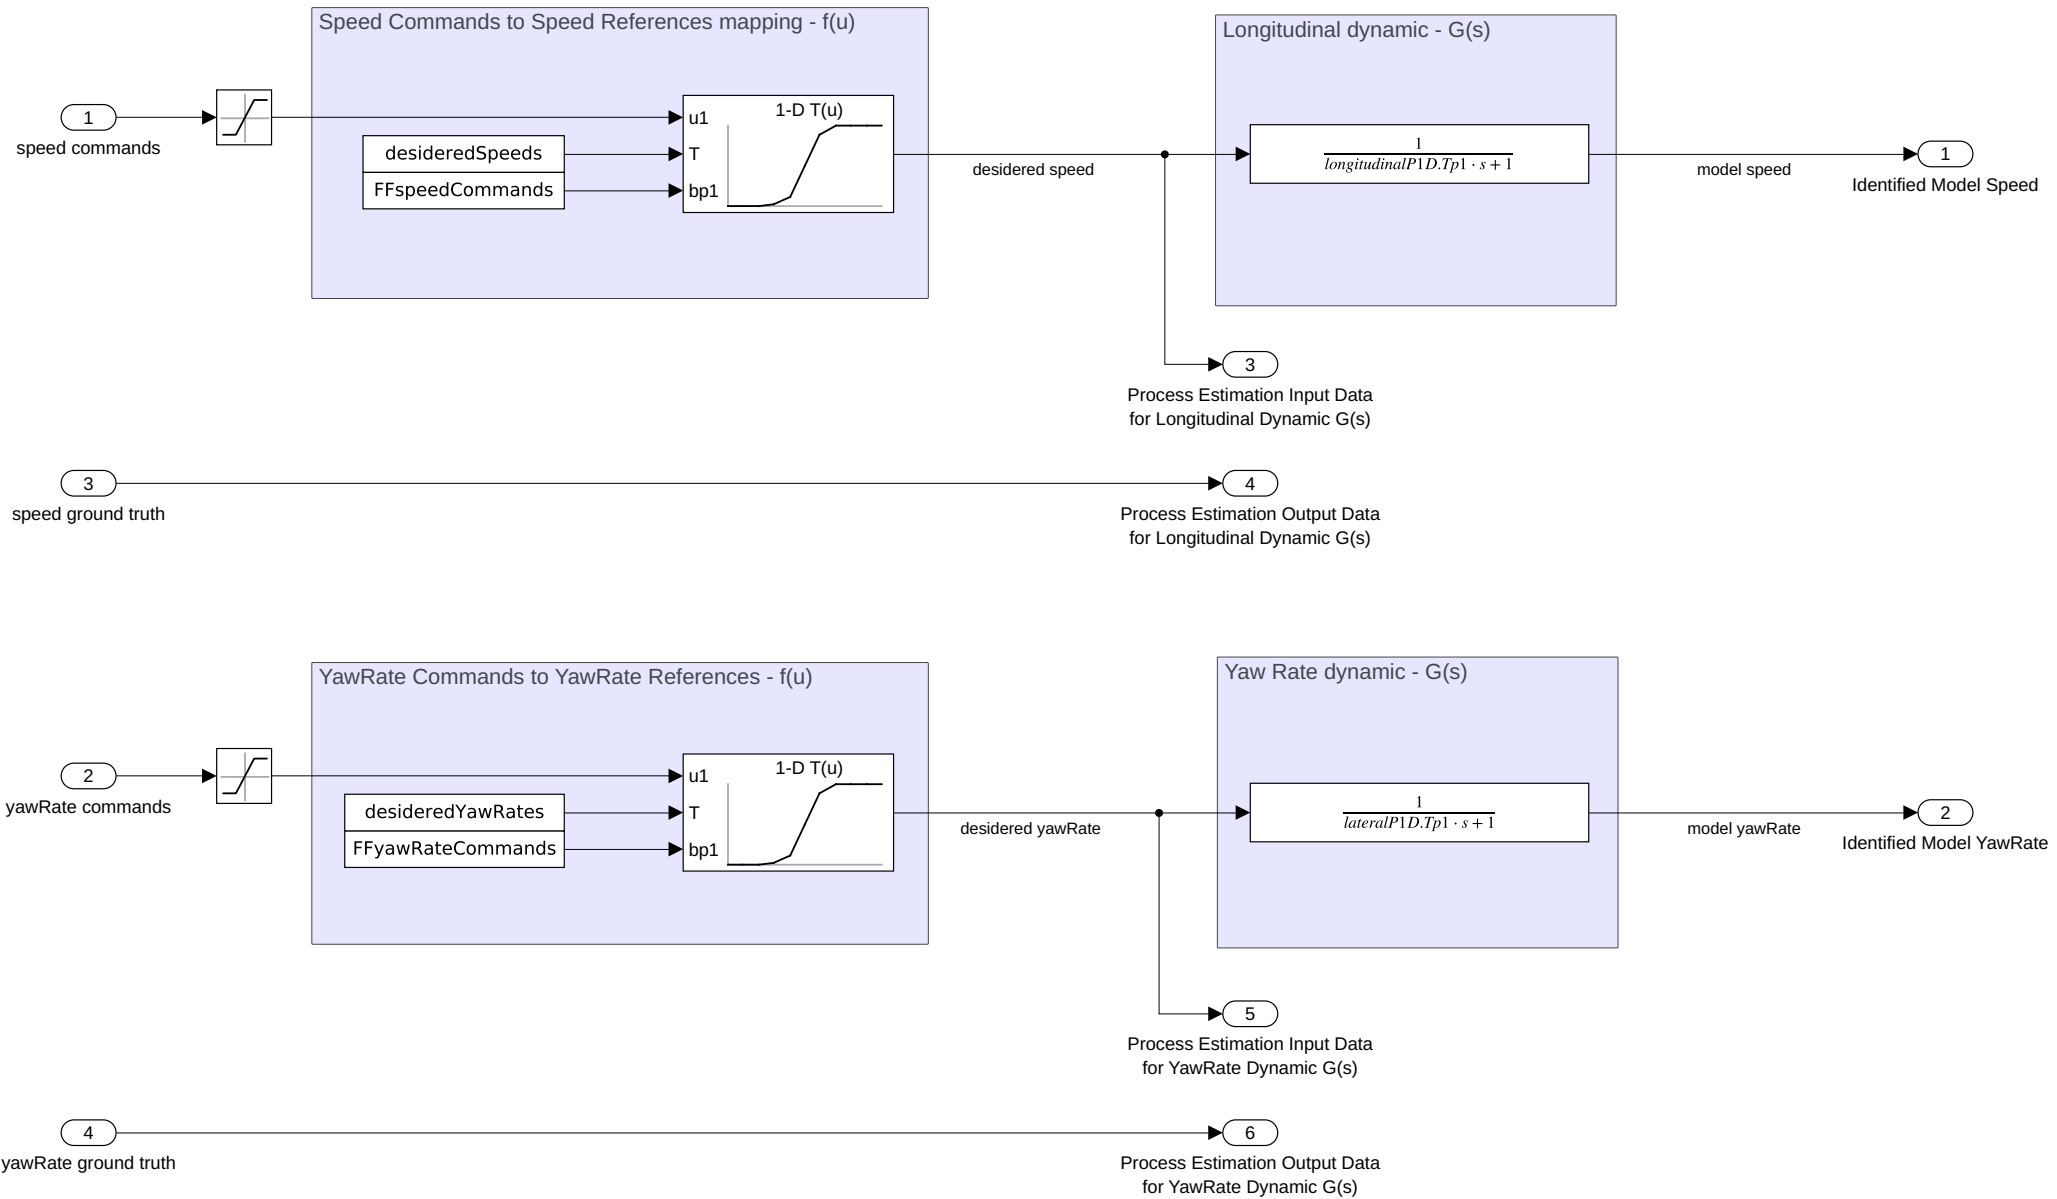 Speed Commands to Speed References mapping - f(u)
Longitudinal dynamic - G(s)
1
speed commands
u1
T
bp1
1-D T(u)
desideredSpeeds
FFspeedCommands
desidered speed
1
longitudinalP1D.Tp1 · s + 1
model speed
1
Identified Model Speed
3
Process Estimation Input Data
for Longitudinal Dynamic G(s)
3
speed ground truth
4
Process Estimation Output Data
for Longitudinal Dynamic G(s)
YawRate Commands to YawRate References - f(u)
Yaw Rate dynamic - G(s)
2
yawRate commands
u1
T
bp1
1-D T(u)
desideredYawRates
FFyawRateCommands
desidered yawRate
1
lateralP1D.Tp1 · s + 1
model yawRate
2
Identified Model YawRate
5
Process Estimation Input Data
for YawRate Dynamic G(s)
4
yawRate ground truth
6
Process Estimation Output Data
for YawRate Dynamic G(s)